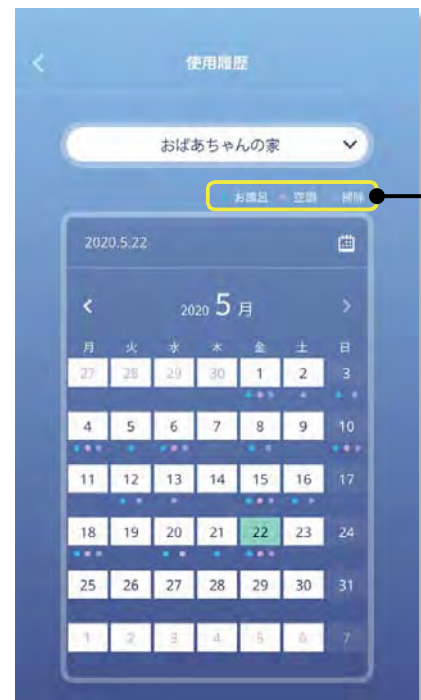 使用履歴
おばあちゃんの家
お風呂 空調 掃除
2020.5.22
2020 5 月
月 火 水 木 金 土 日
27 28 29 30 1 2 3
4 5 6 7 8 9 10
11 12 13 14 15 16 17
18 19 20 21 22 23 24
25 26 27 28 29 30 31
1 2 3 4 5 6 7